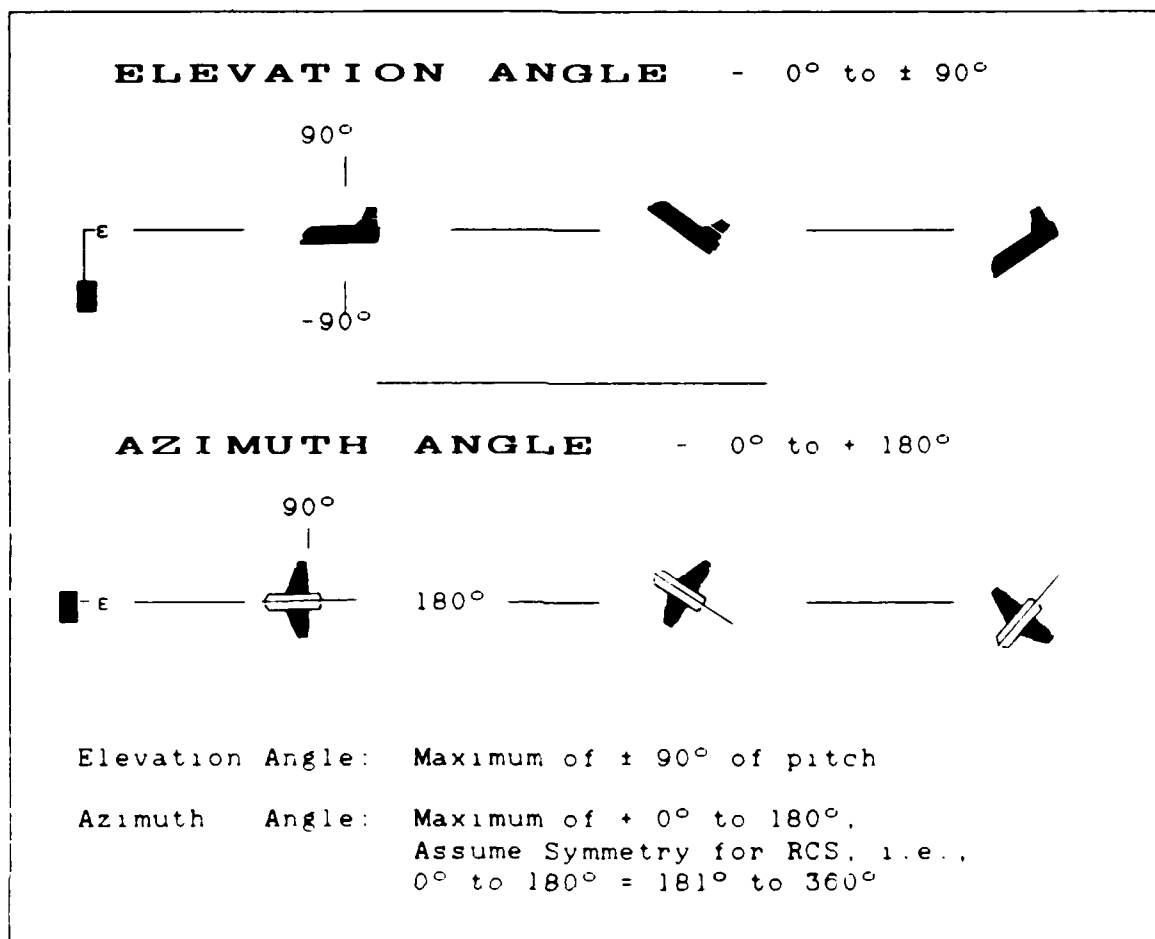 ELEVATION ANGLE - 0° to ± 90°
90°
ε
-90°
AZIMUTH ANGLE - 0° to + 180°
90°
ε
180°
Elevation Angle: Maximum of ± 90° of pitch
Azimuth Angle: Maximum of + 0° to 180°,
Assume Symmetry for RCS, i.e.,
0° to 180° = 181° to 360°